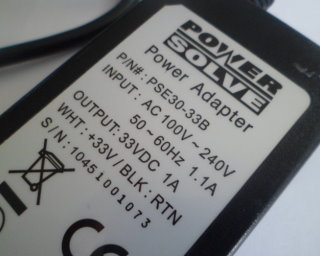 POWER
SOLVE
Power Adapter
P/N#: PSE30-33B
INPUT: AC 100V ~ 240V
50~60Hz 1.1A
OUTPUT: 33VDC 1A
WHT: +33V/BLK: RTN
S/N: 10451001073